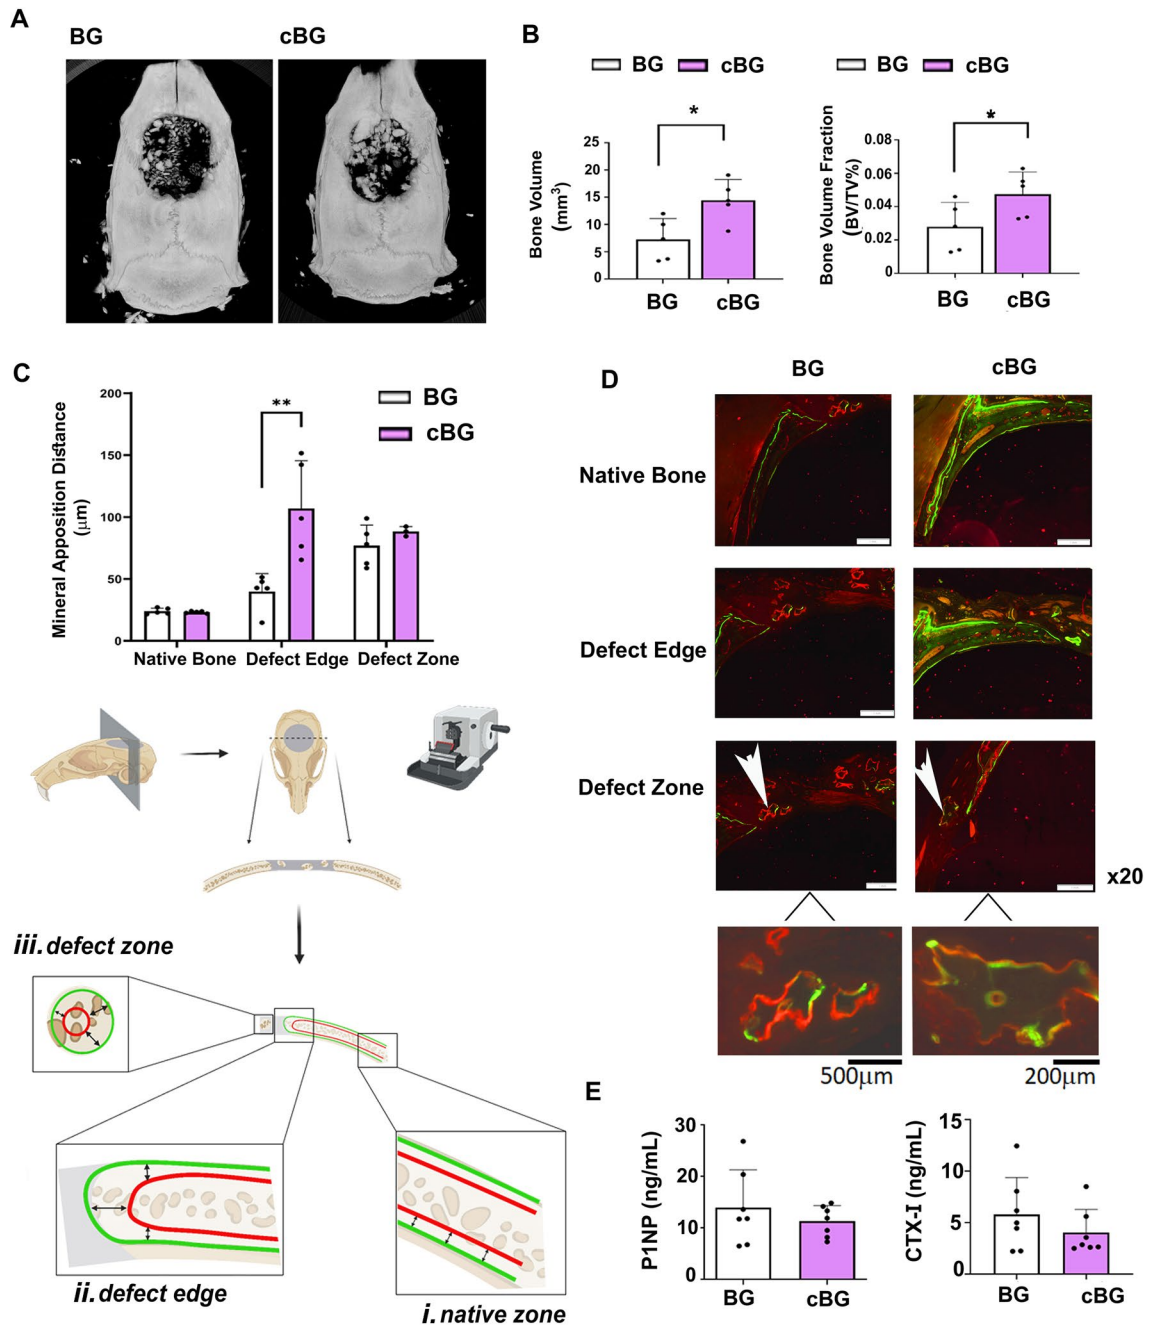 A
BG
cBG
B
BG
cBG
BG
cBG
*
*
Bone Volume
(mm³)
25
20
15
10
5
0
BG
cBG
Bone Volume Fraction
(BV/TV%)
0.08
0.06
0.04
0.02
0
BG
cBG
C
Mineral Apposition Distance
(μm)
200
150
100
50
0
**
BG
cBG
Native Bone
Defect Edge
Defect Zone
D
BG
cBG
Native Bone
Defect Edge
Defect Zone
x20
500μm
200μm
iii. defect zone
ii. defect edge
i. native zone
E
P1NP (ng/mL)
30
20
10
0
BG
cBG
CTX-I (ng/mL)
15
10
5
0
BG
cBG